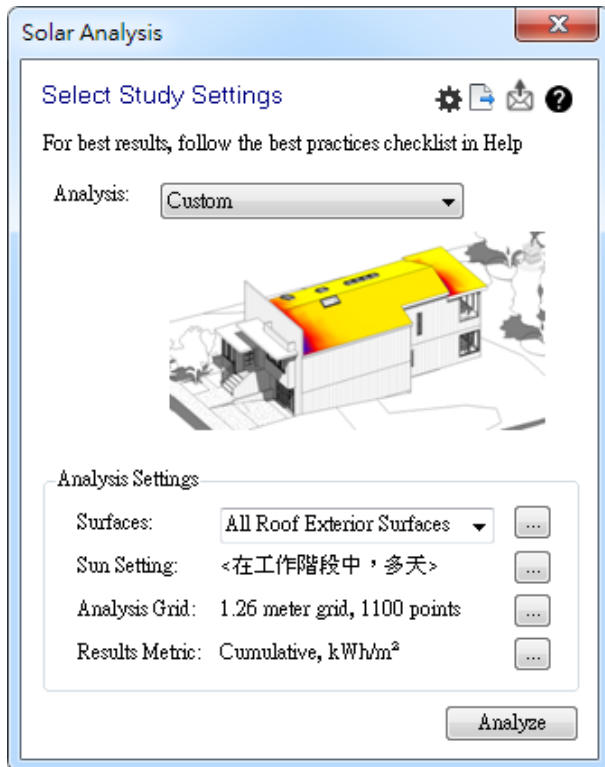 Solar Analysis
Select Study Settings
For best results, follow the best practices checklist in Help
Analysis: Custom
Analysis Settings
Surfaces: All Roof Exterior Surfaces ...
Sun Setting: <在工作階段中，多天> ...
Analysis Grid: 1.26 meter grid, 1100 points ...
Results Metric: Cumulative, kWh/m² ...
Analyze